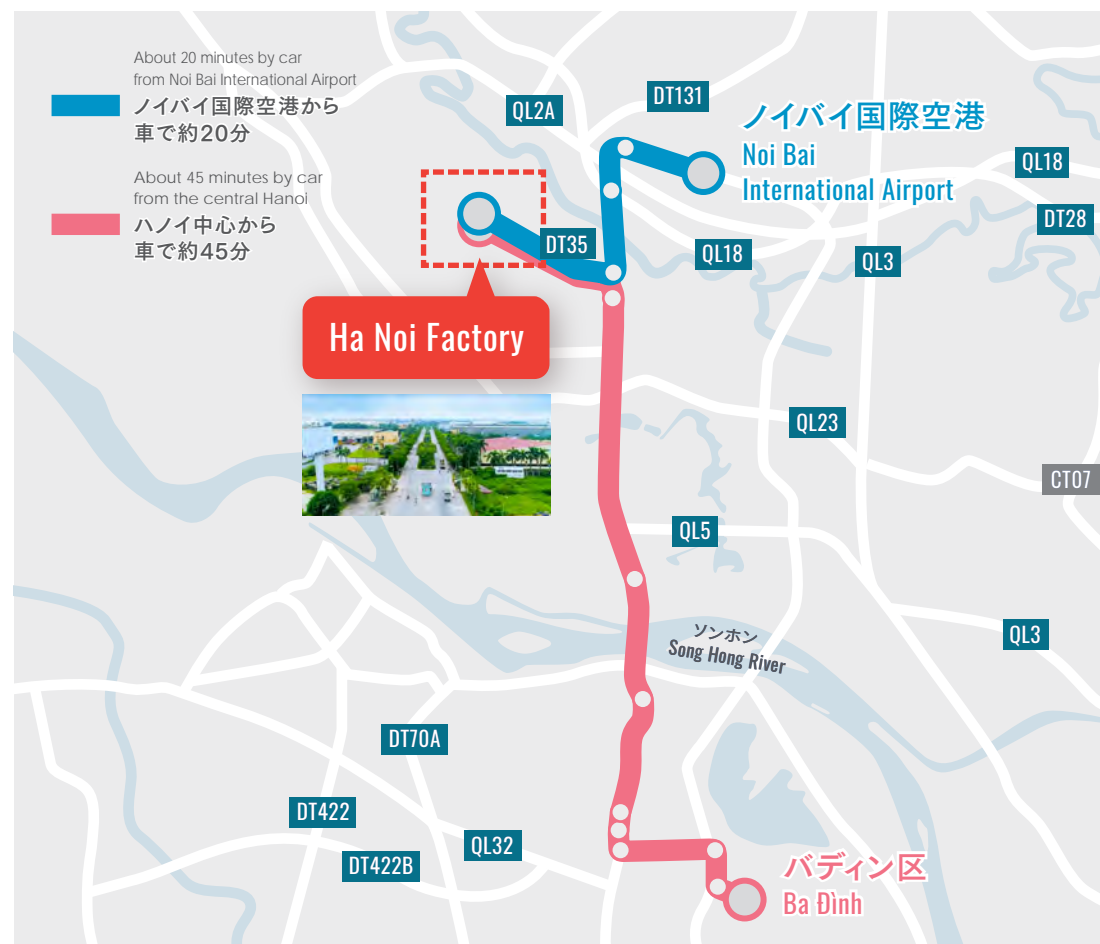 About 20 minutes by car
from Noi Bai International Airport
ノイバイ国際空港から
車で約20分
About 45 minutes by car
from the central Hanoi
ハノイ中心から
車で約45分
QL2A
DT131
ノイバイ国際空港
Noi Bai
International Airport
QL18
DT28
DT35
QL18
QL3
Ha Noi Factory
QL23
CT07
QL5
QL3
ソンホン
Song Hong River
DT70A
DT422
QL32
DT422B
バディン区
Ba Đình